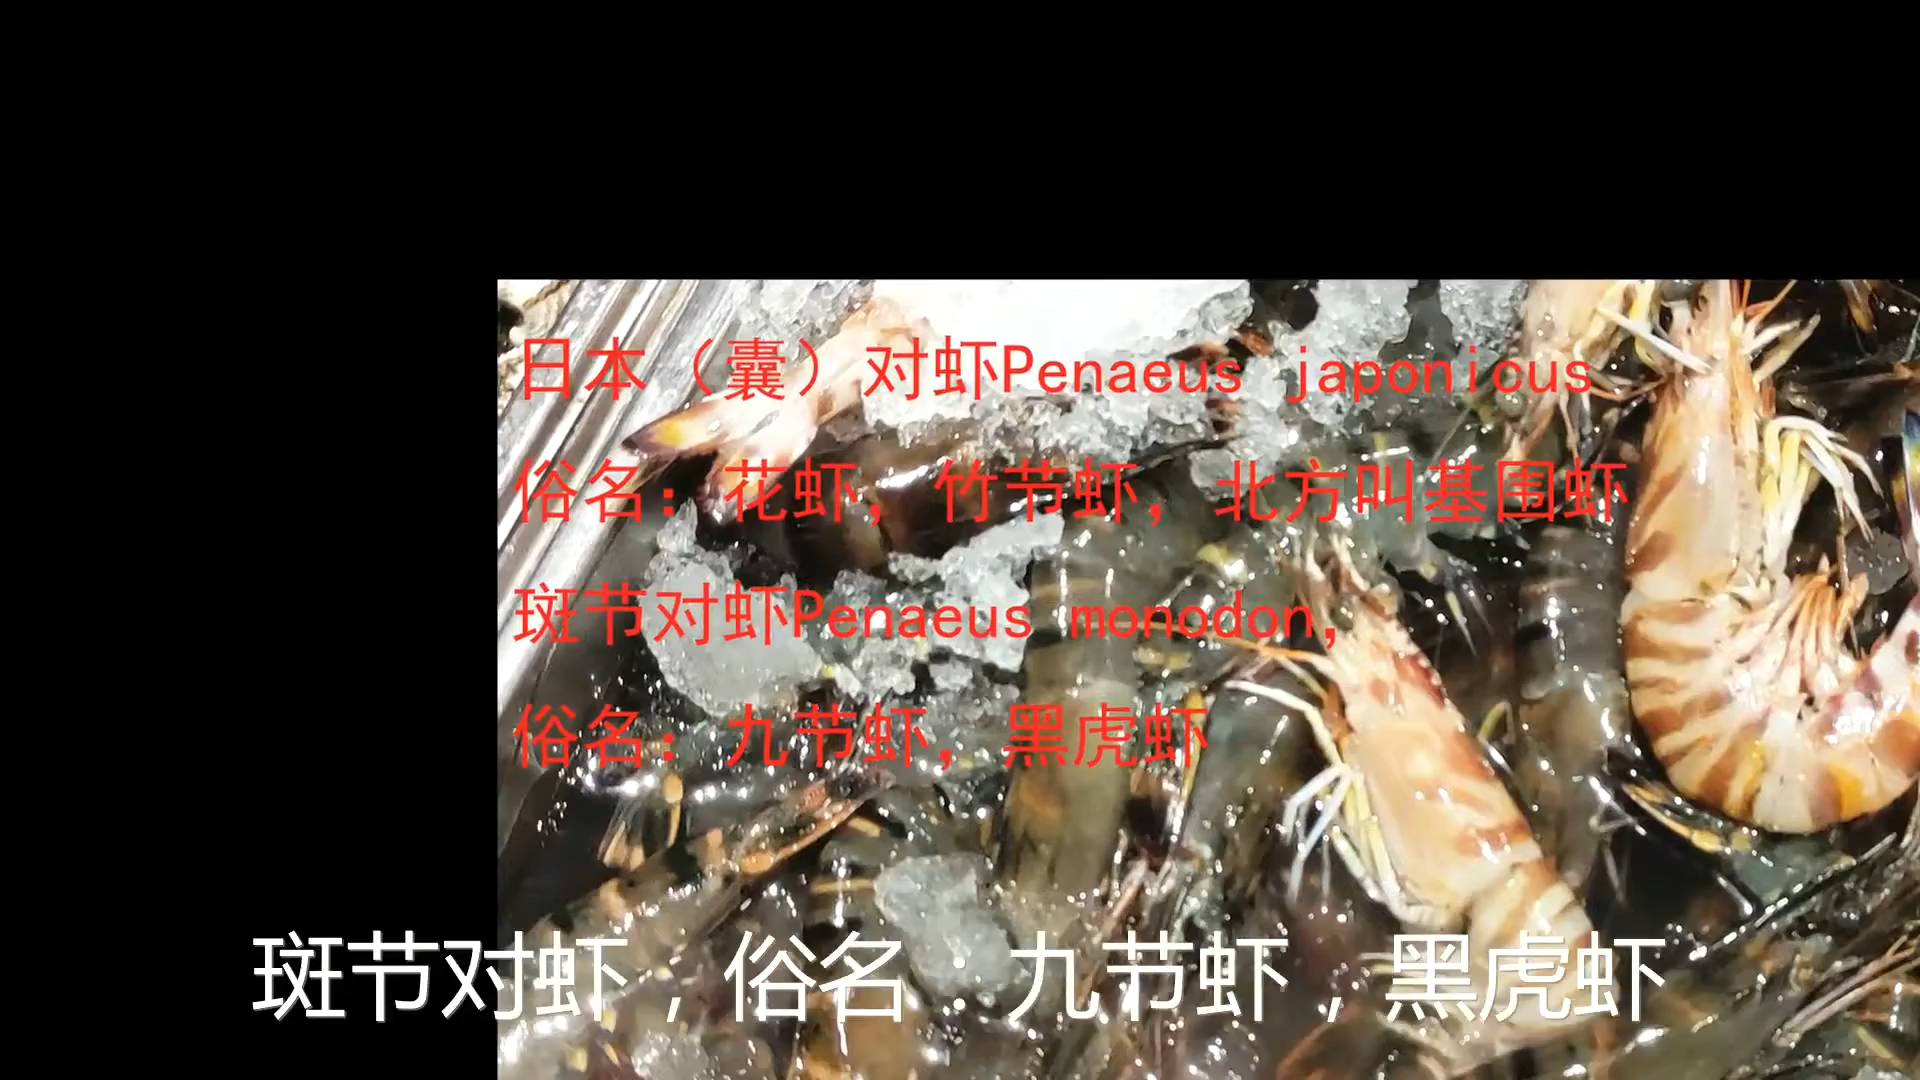 日本（囊）对虾Penaeus japonicus
俗名：花虾，竹节虾，北方叫基围虾
斑节对虾Penaeus monodon，
俗名：九节虾，黑虎虾
斑节对虾，俗名：九节虾，黑虎虾